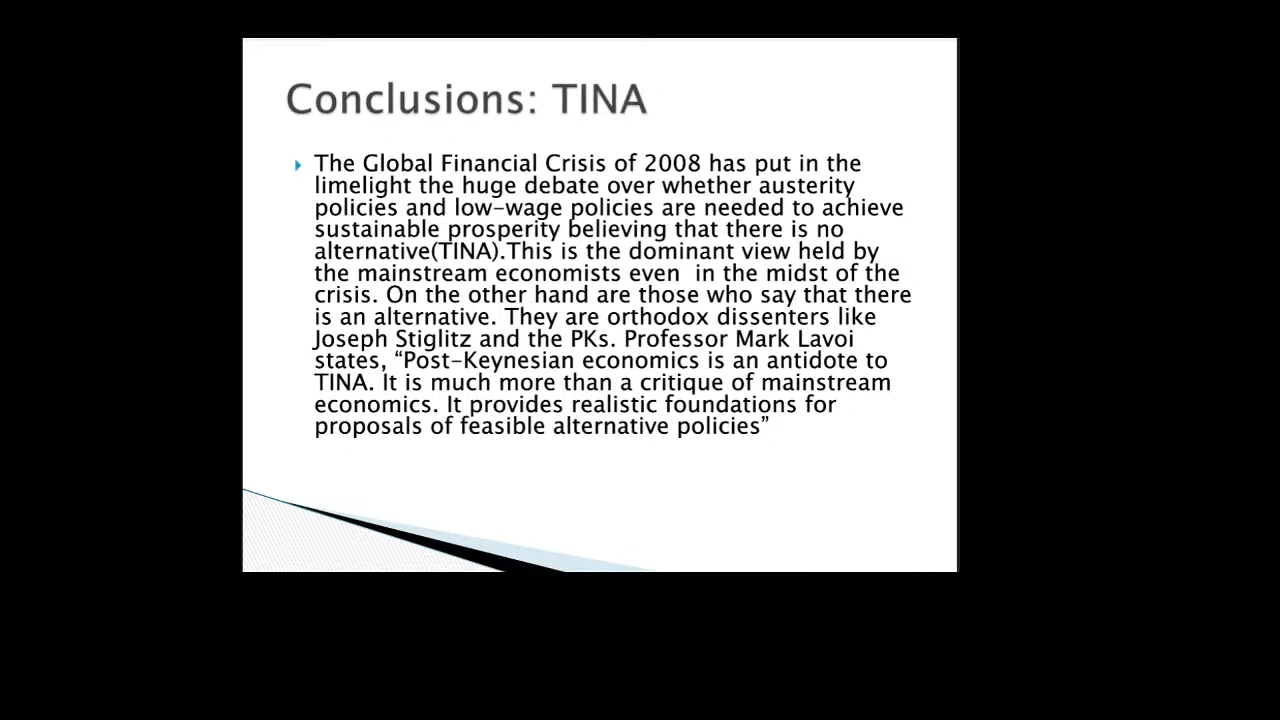 Conclusions: TINA
The Global Financial Crisis of 2008 has put in the
limelight the huge debate over whether austerity
policies and low-wage policies are needed to achieve
sustainable prosperity believing that there is no
alternative(TINA).This is the dominant view held by
the mainstream economists even  in the midst of the
crisis. On the other hand are those who say that there
is an alternative. They are orthodox dissenters like
Joseph Stiglitz and the PKs. Professor Mark Lavoi
states, “Post-Keynesian economics is an antidote to
TINA. It is much more than a critique of mainstream
economics. It provides realistic foundations for
proposals of feasible alternative policies”